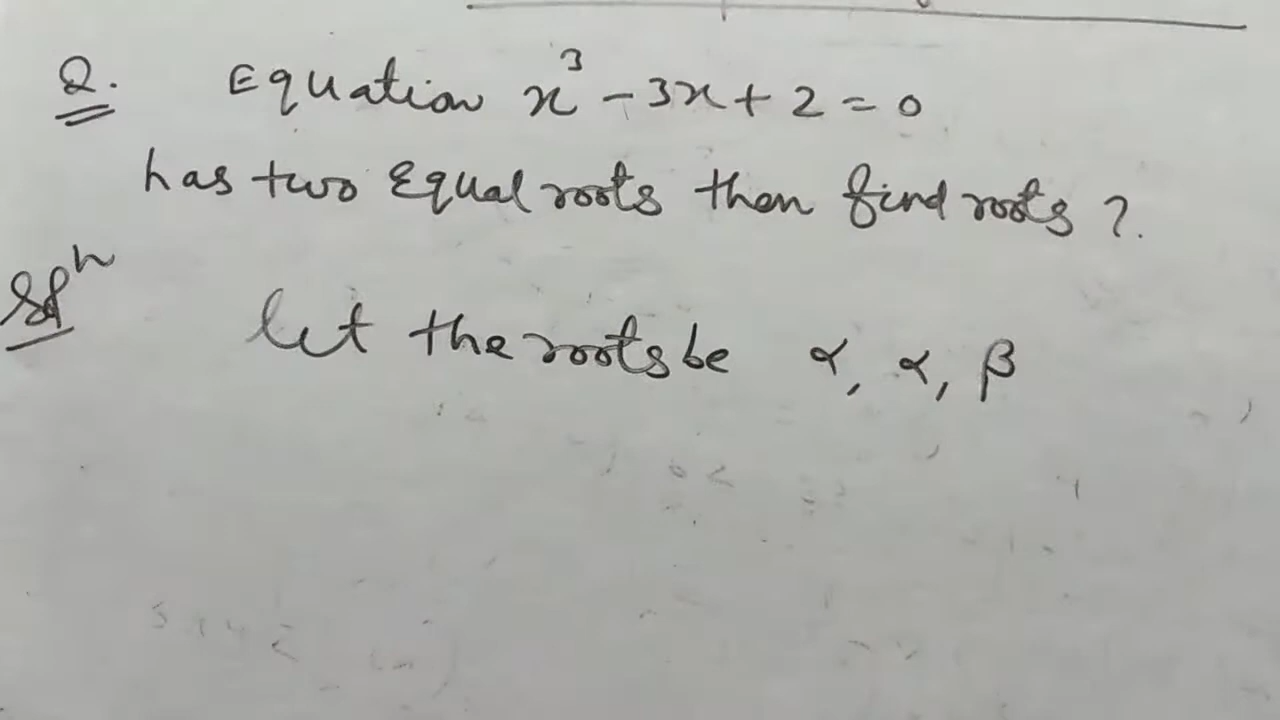 Q. Equation x³ - 3x + 2 = 0
has two Equal roots then find roots ?
Solⁿ let the roots be α, α, β